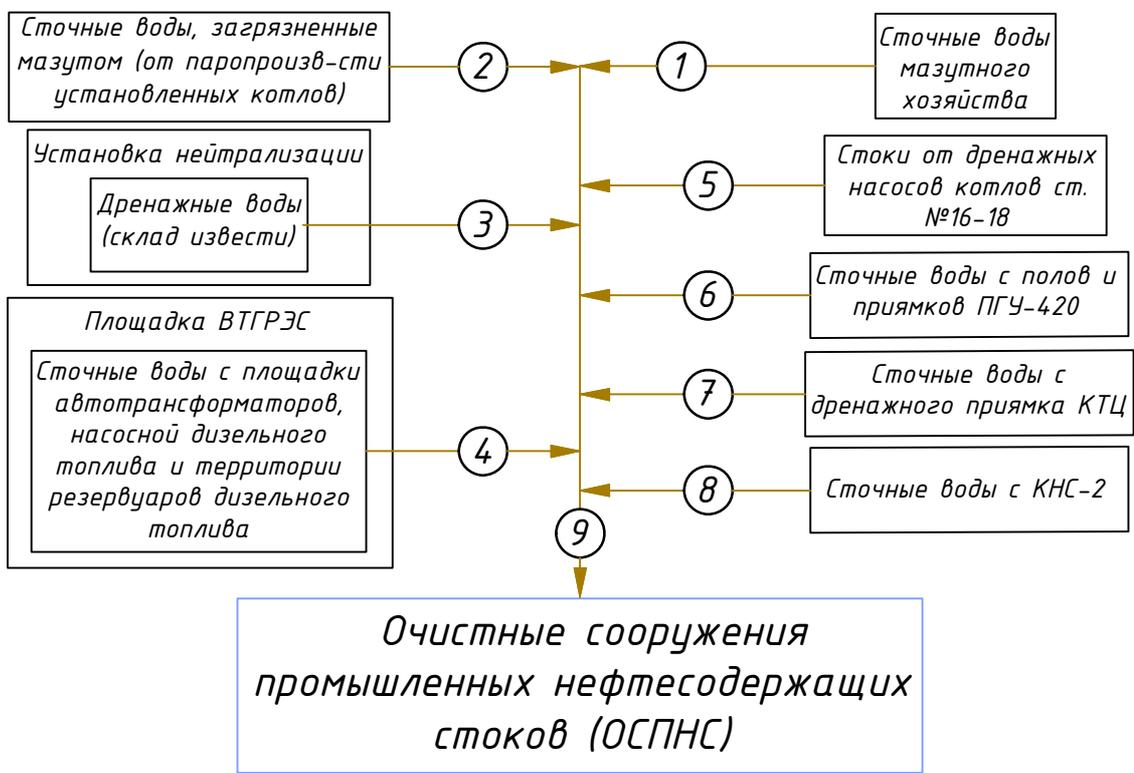 Сточные воды, загрязненные
мазутом (от паропроизв-сти
установленных котлов)
2
1
Сточные воды
мазутного
хозяйства
Установка нейтрализации
Дренажные воды
(склад извести)
3
5
Стоки от дренажных
насосов котлов ст.
№16-18
6
Сточные воды с полов и
приямков ПГУ-420
Площадка ВТГРЭС
Сточные воды с площадки
автотрансформаторов,
насосной дизельного
топлива и территории
резервуаров дизельного
топлива
4
7
Сточные воды с
дренажного приямка КТЦ
8
Сточные воды с КНС-2
9
Очистные сооружения
промышленных нефтесодержащих
стоков (ОСПНС)